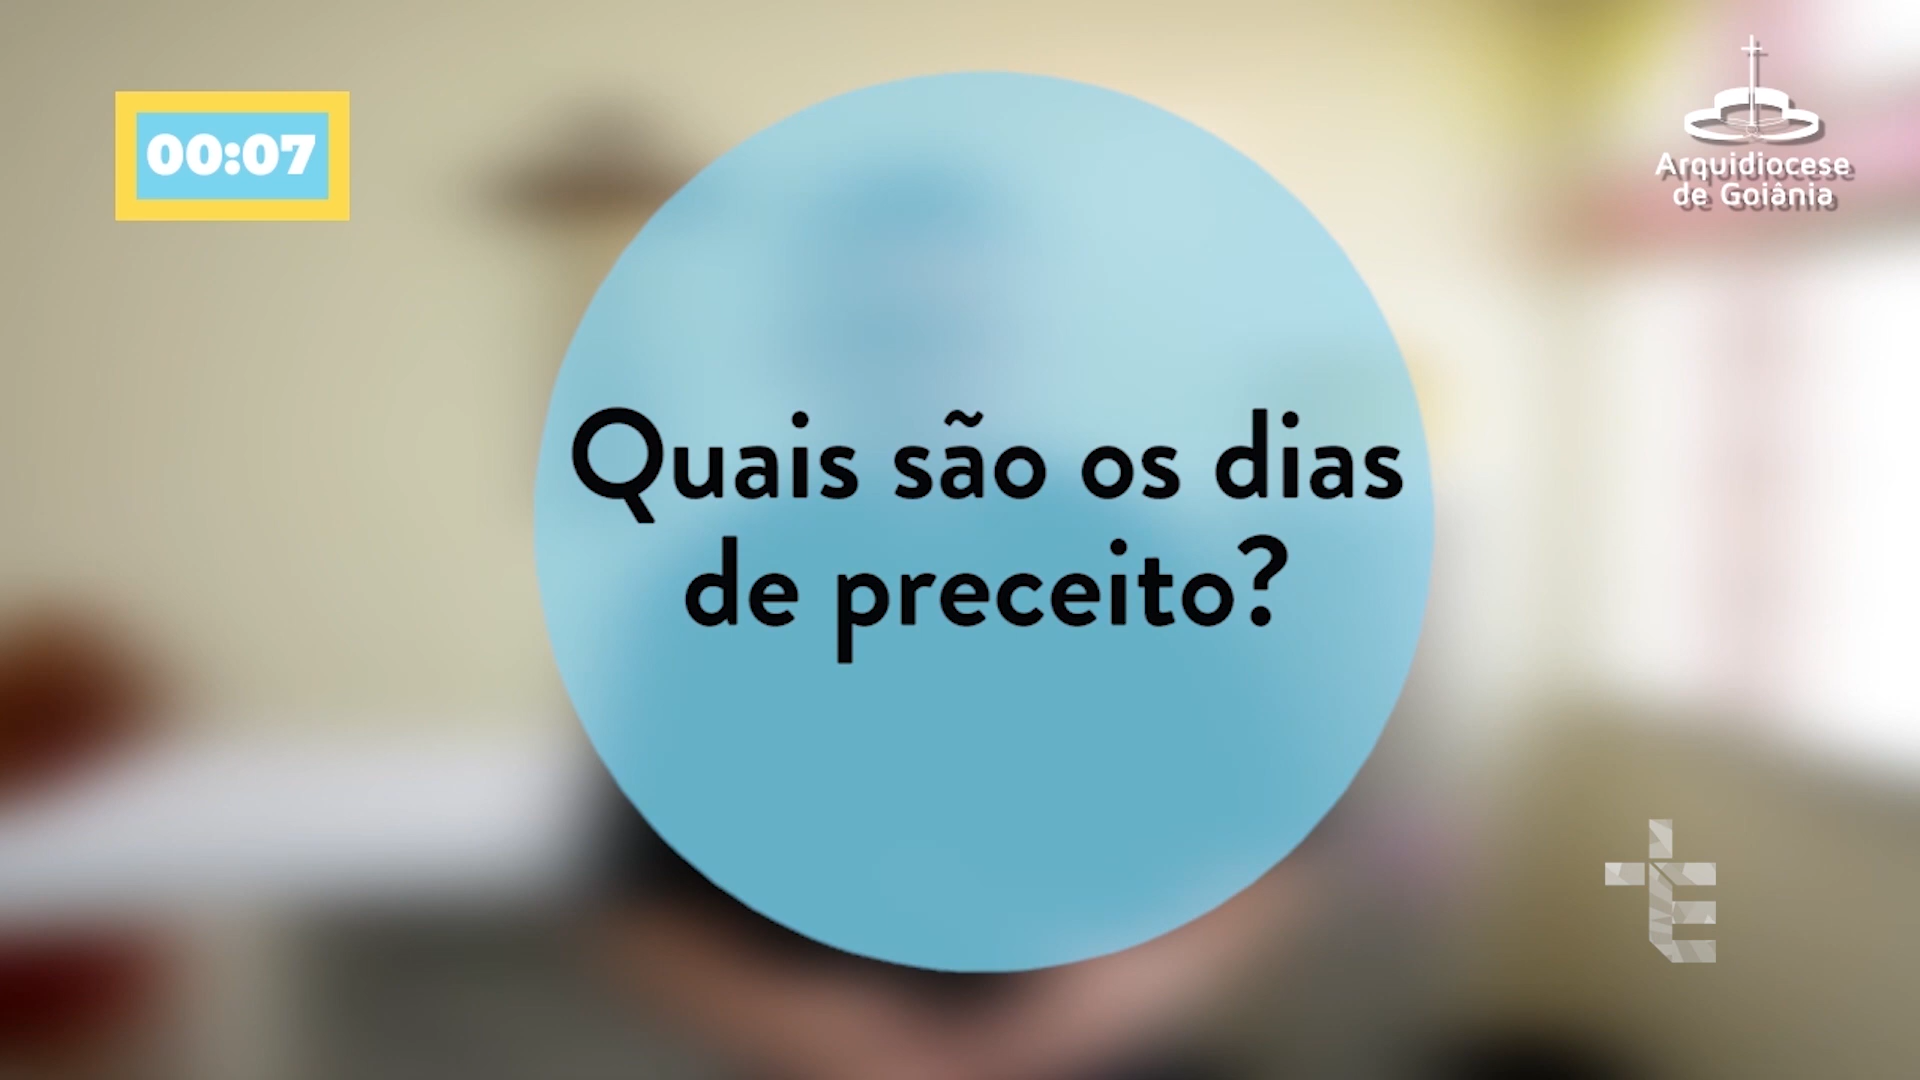 00:07
Arquidiocese
de Goiânia
Quais são os dias
de preceito?